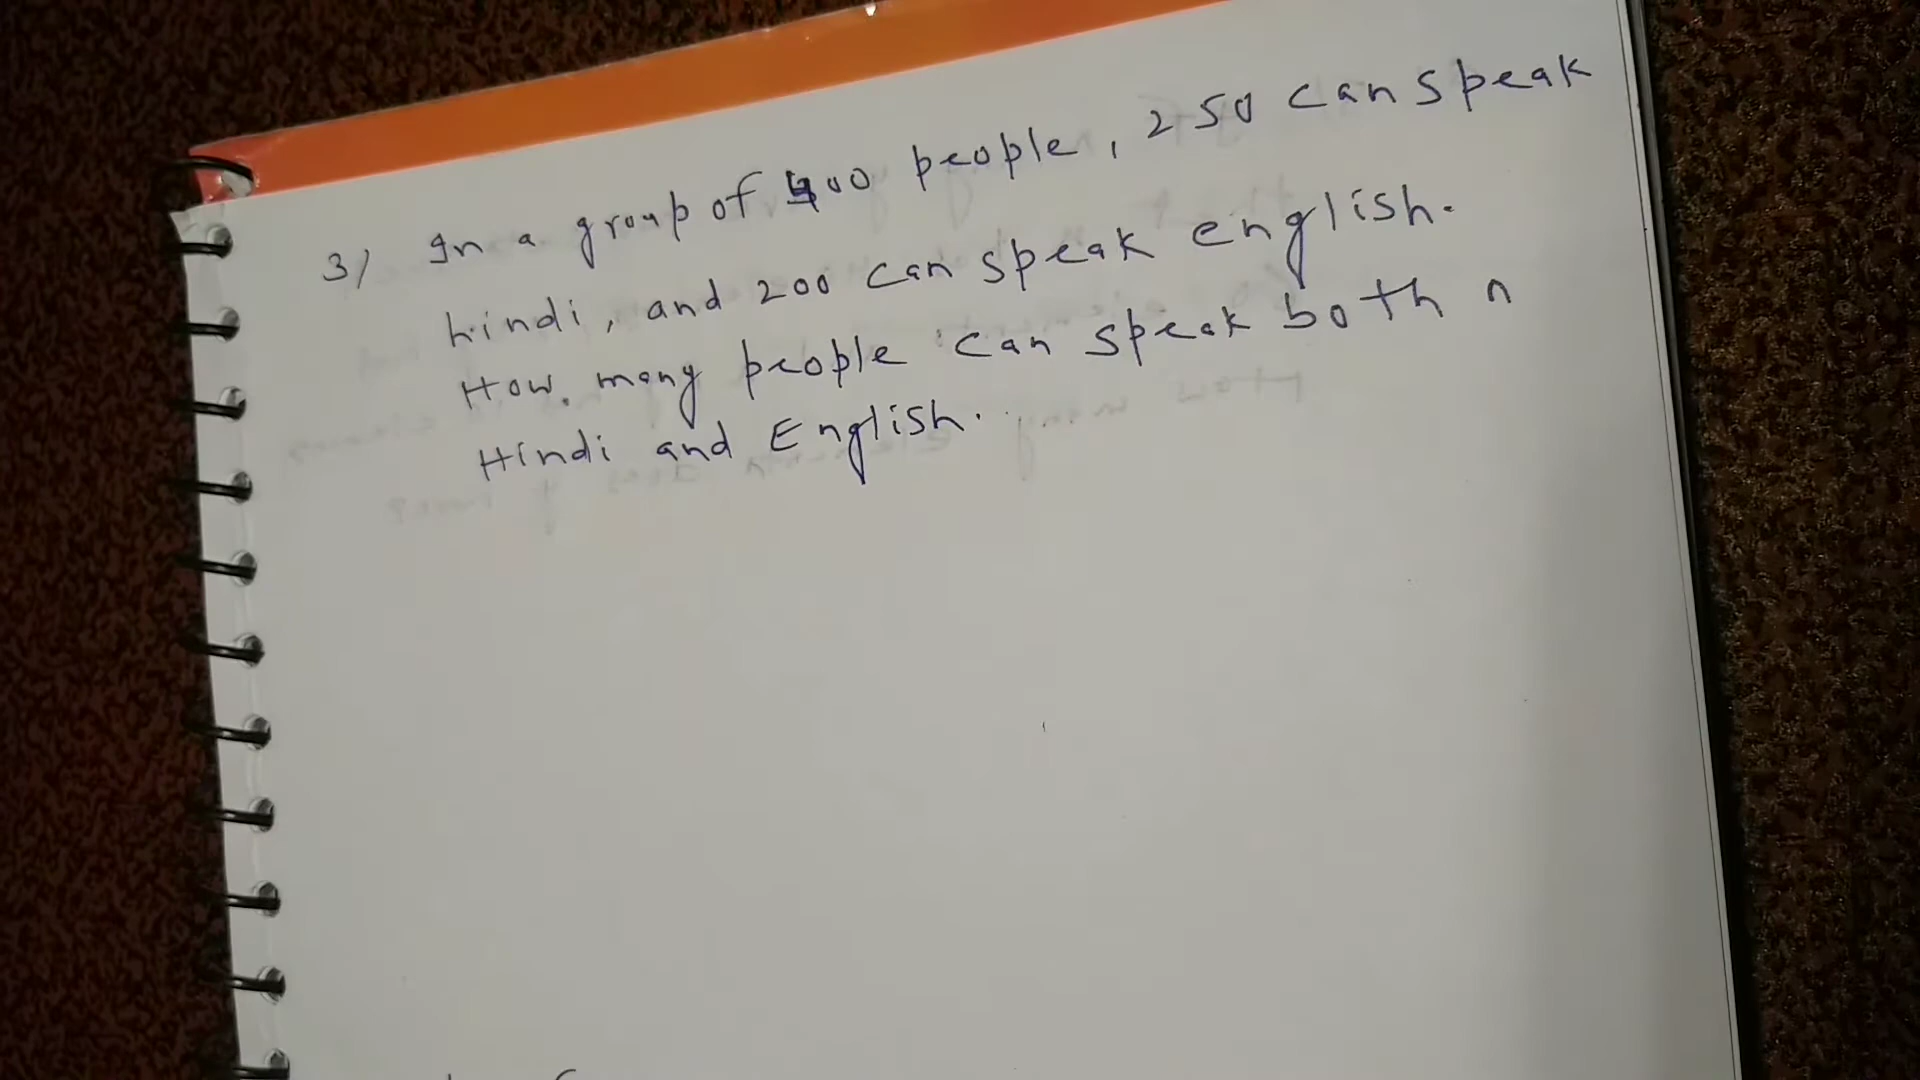 3) In a group of 400 people, 250 can speak
hindi, and 200 can speak english.
How many people can speak both n
Hindi and English.